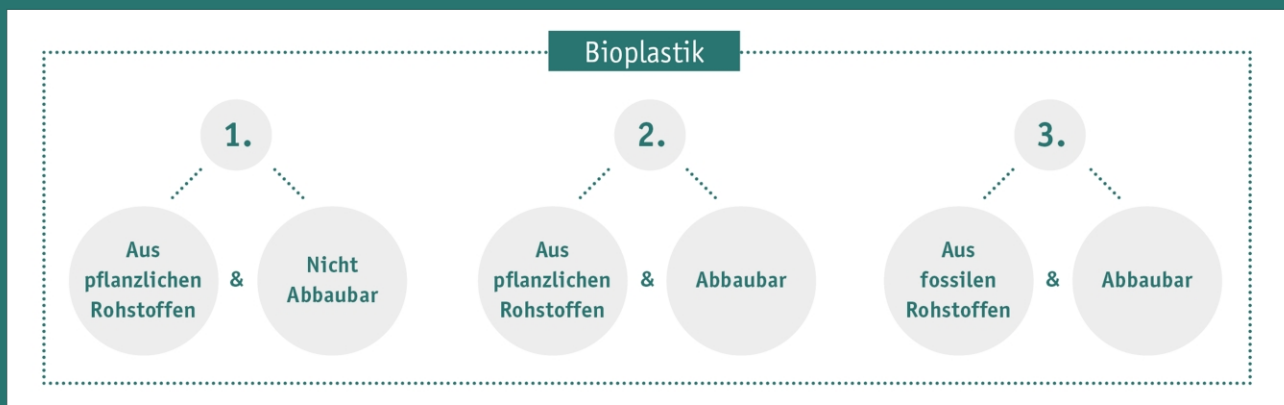 Bioplastik
1.
Aus
pflanzlichen
Rohstoffen
&
Nicht
Abbaubar
2.
Aus
pflanzlichen
Rohstoffen
&
Abbaubar
3.
Aus
fossilen
Rohstoffen
&
Abbaubar